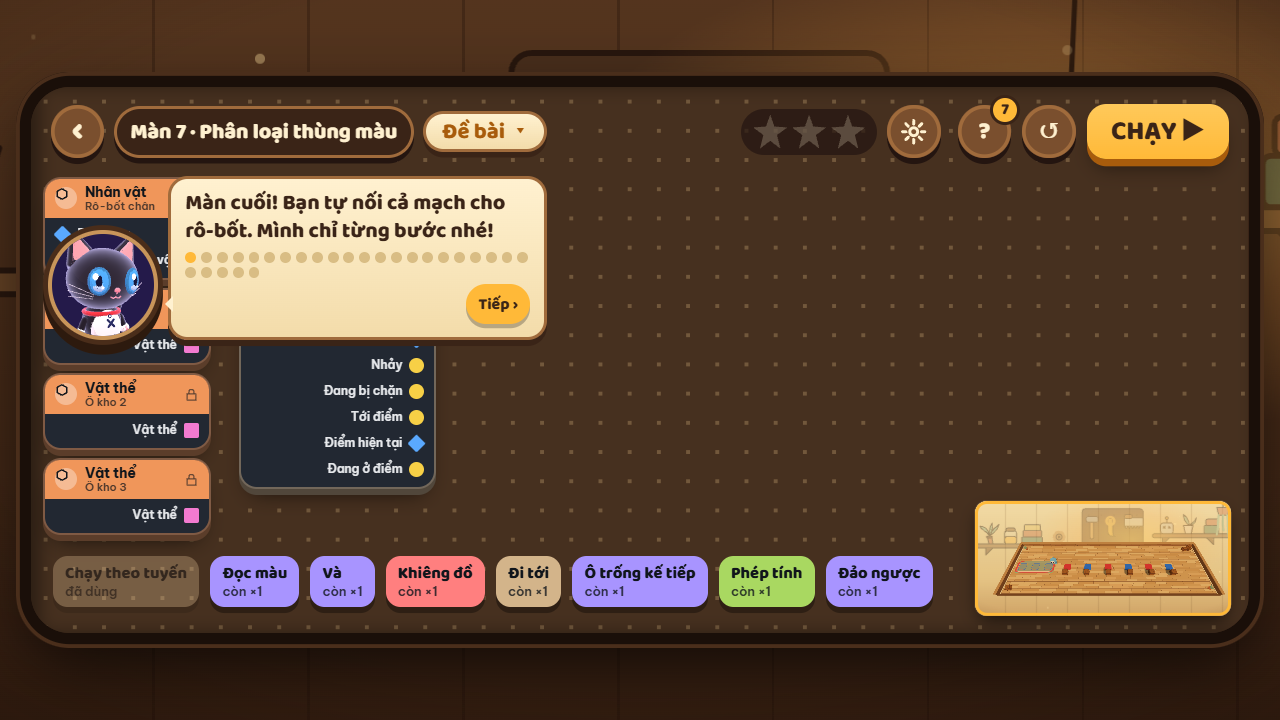 Màn 7 • Phân loại thùng màu
Đề bài
?
7
CHẠY
Nhân vật
Rô-bốt chân
Màn cuối! Bạn tự nối cả mạch cho
rô-bốt. Mình chỉ từng bước nhé!
Tiếp ›
Vật thể
Vật thể
Ô kho 2
Vật thể
Vật thể
Ô kho 3
Vật thể
Nhảy
Đang bị chặn
Tới điểm
Điểm hiện tại
Đang ở điểm
Chạy theo tuyến
đã dùng
Đọc màu
còn ×1
Và
còn ×1
Khiêng đồ
còn ×1
Đi tới
còn ×1
Ô trống kế tiếp
còn ×1
Phép tính
còn ×1
Đảo ngược
còn ×1